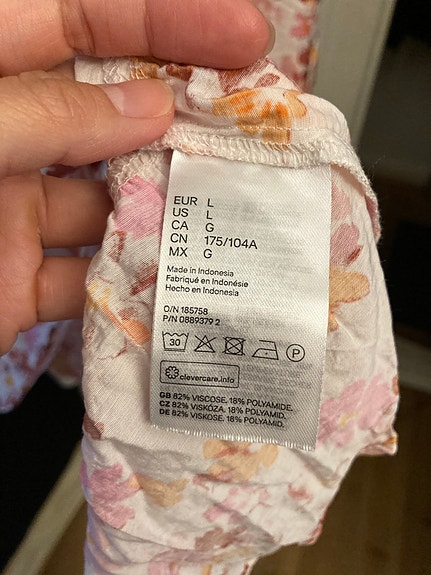 EUR L
US L
CA G
CN 175/104A
MX G
Made in Indonesia
Fabriqué en Indonésie
Hecho en Indonesia
O/N 185758
P/N 0889379 2
30 P
clevercare.info
GB 82% VISCOSE. 18% POLYAMIDE.
CZ 82% VISKÓZA. 18% POLYAMID.
DE 82% VISKOSE. 18% POLYAMID.